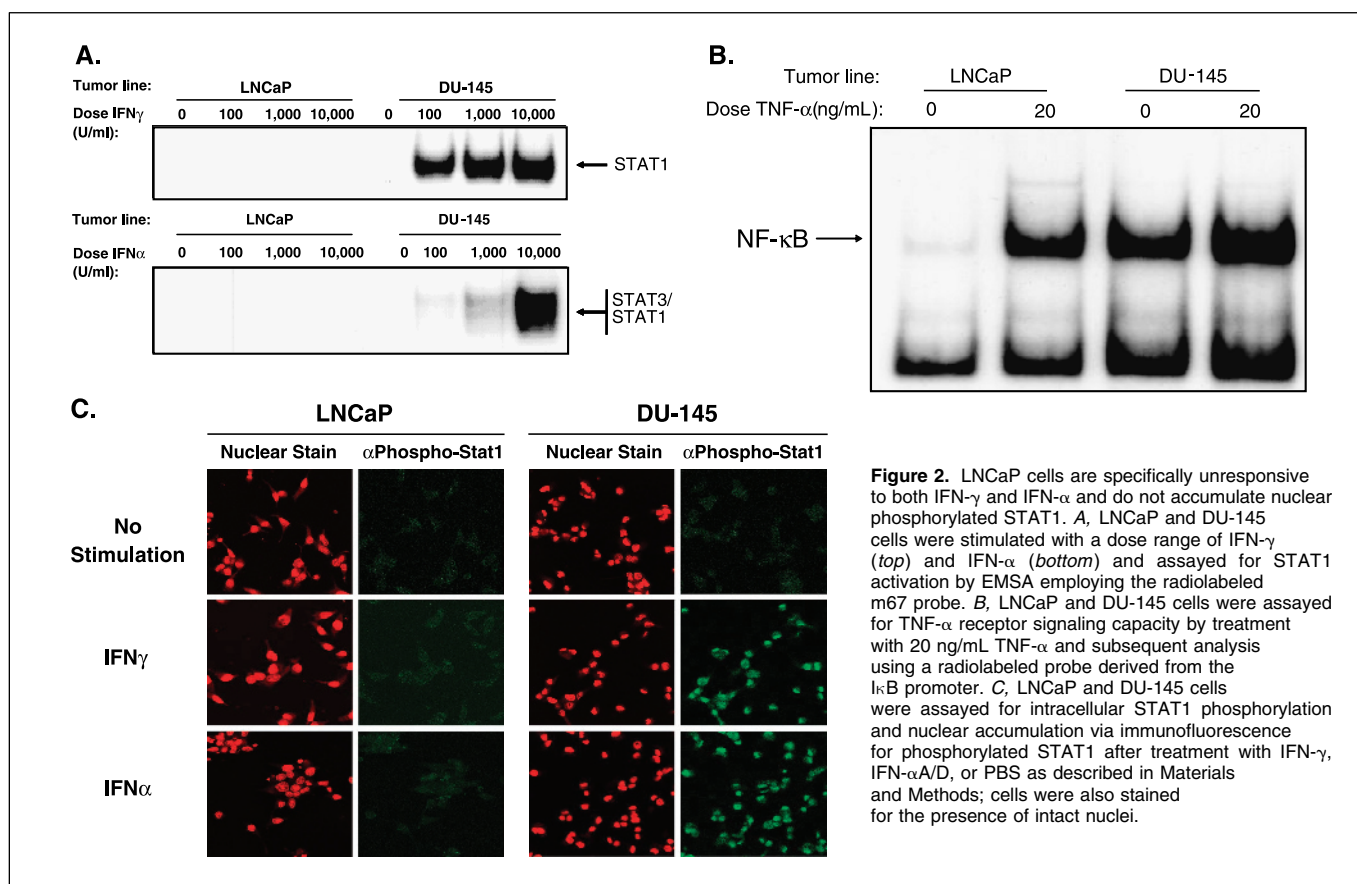 A.
Tumor line: LNCaP DU-145
Dose IFNγ (U/ml): 0 100 1,000 10,000 0 100 1,000 10,000
STAT1
Tumor line: LNCaP DU-145
Dose IFNα (U/ml): 0 100 1,000 10,000 0 100 1,000 10,000
STAT3/
STAT1
B.
Tumor line: LNCaP DU-145
Dose TNF-α(ng/mL): 0 20 0 20
NF-κB
C.
LNCaP DU-145
Nuclear Stain αPhospho-Stat1 Nuclear Stain αPhospho-Stat1
No
Stimulation
IFNγ
IFNα
Figure 2. LNCaP cells are specifically unresponsive
to both IFN-γ and IFN-α and do not accumulate nuclear
phosphorylated STAT1. A, LNCaP and DU-145
cells were stimulated with a dose range of IFN-γ
(top) and IFN-α (bottom) and assayed for STAT1
activation by EMSA employing the radiolabeled
m67 probe. B, LNCaP and DU-145 cells were assayed
for TNF-α receptor signaling capacity by treatment
with 20 ng/mL TNF-α and subsequent analysis
using a radiolabeled probe derived from the
IκB promoter. C, LNCaP and DU-145 cells
were assayed for intracellular STAT1 phosphorylation
and nuclear accumulation via immunofluorescence
for phosphorylated STAT1 after treatment with IFN-γ,
IFN-αA/D, or PBS as described in Materials
and Methods; cells were also stained
for the presence of intact nuclei.